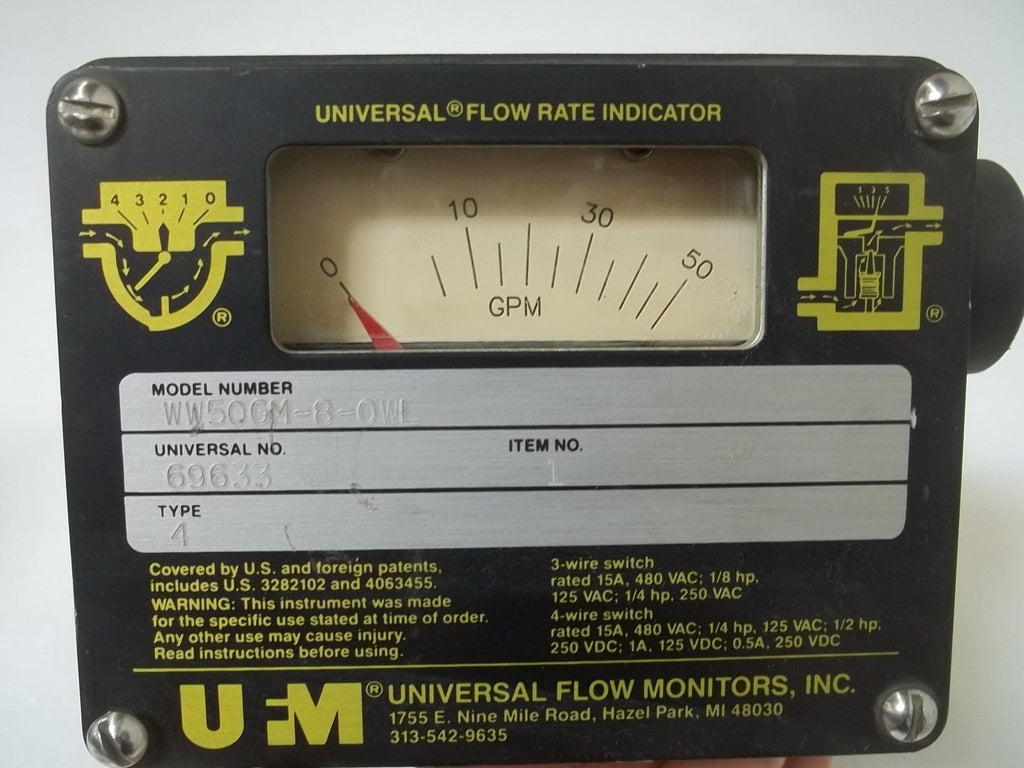 UNIVERSAL® FLOW RATE INDICATOR
4 3 2 1 0
®
0 10 30 50
GPM
1 3 5
®
MODEL NUMBER
WW50GM-8-0WL
UNIVERSAL NO. ITEM NO.
69633 1
TYPE
4
Covered by U.S. and foreign patents,
includes U.S. 3282102 and 4063455.
WARNING: This instrument was made
for the specific use stated at time of order.
Any other use may cause injury.
Read instructions before using.
3-wire switch
rated 15A, 480 VAC; 1/8 hp,
125 VAC; 1/4 hp, 250 VAC
4-wire switch
rated 15A, 480 VAC; 1/4 hp, 125 VAC; 1/2 hp,
250 VDC; 1A, 125 VDC; 0.5A, 250 VDC
UFM® UNIVERSAL FLOW MONITORS, INC.
1755 E. Nine Mile Road, Hazel Park, MI 48030
313-542-9635